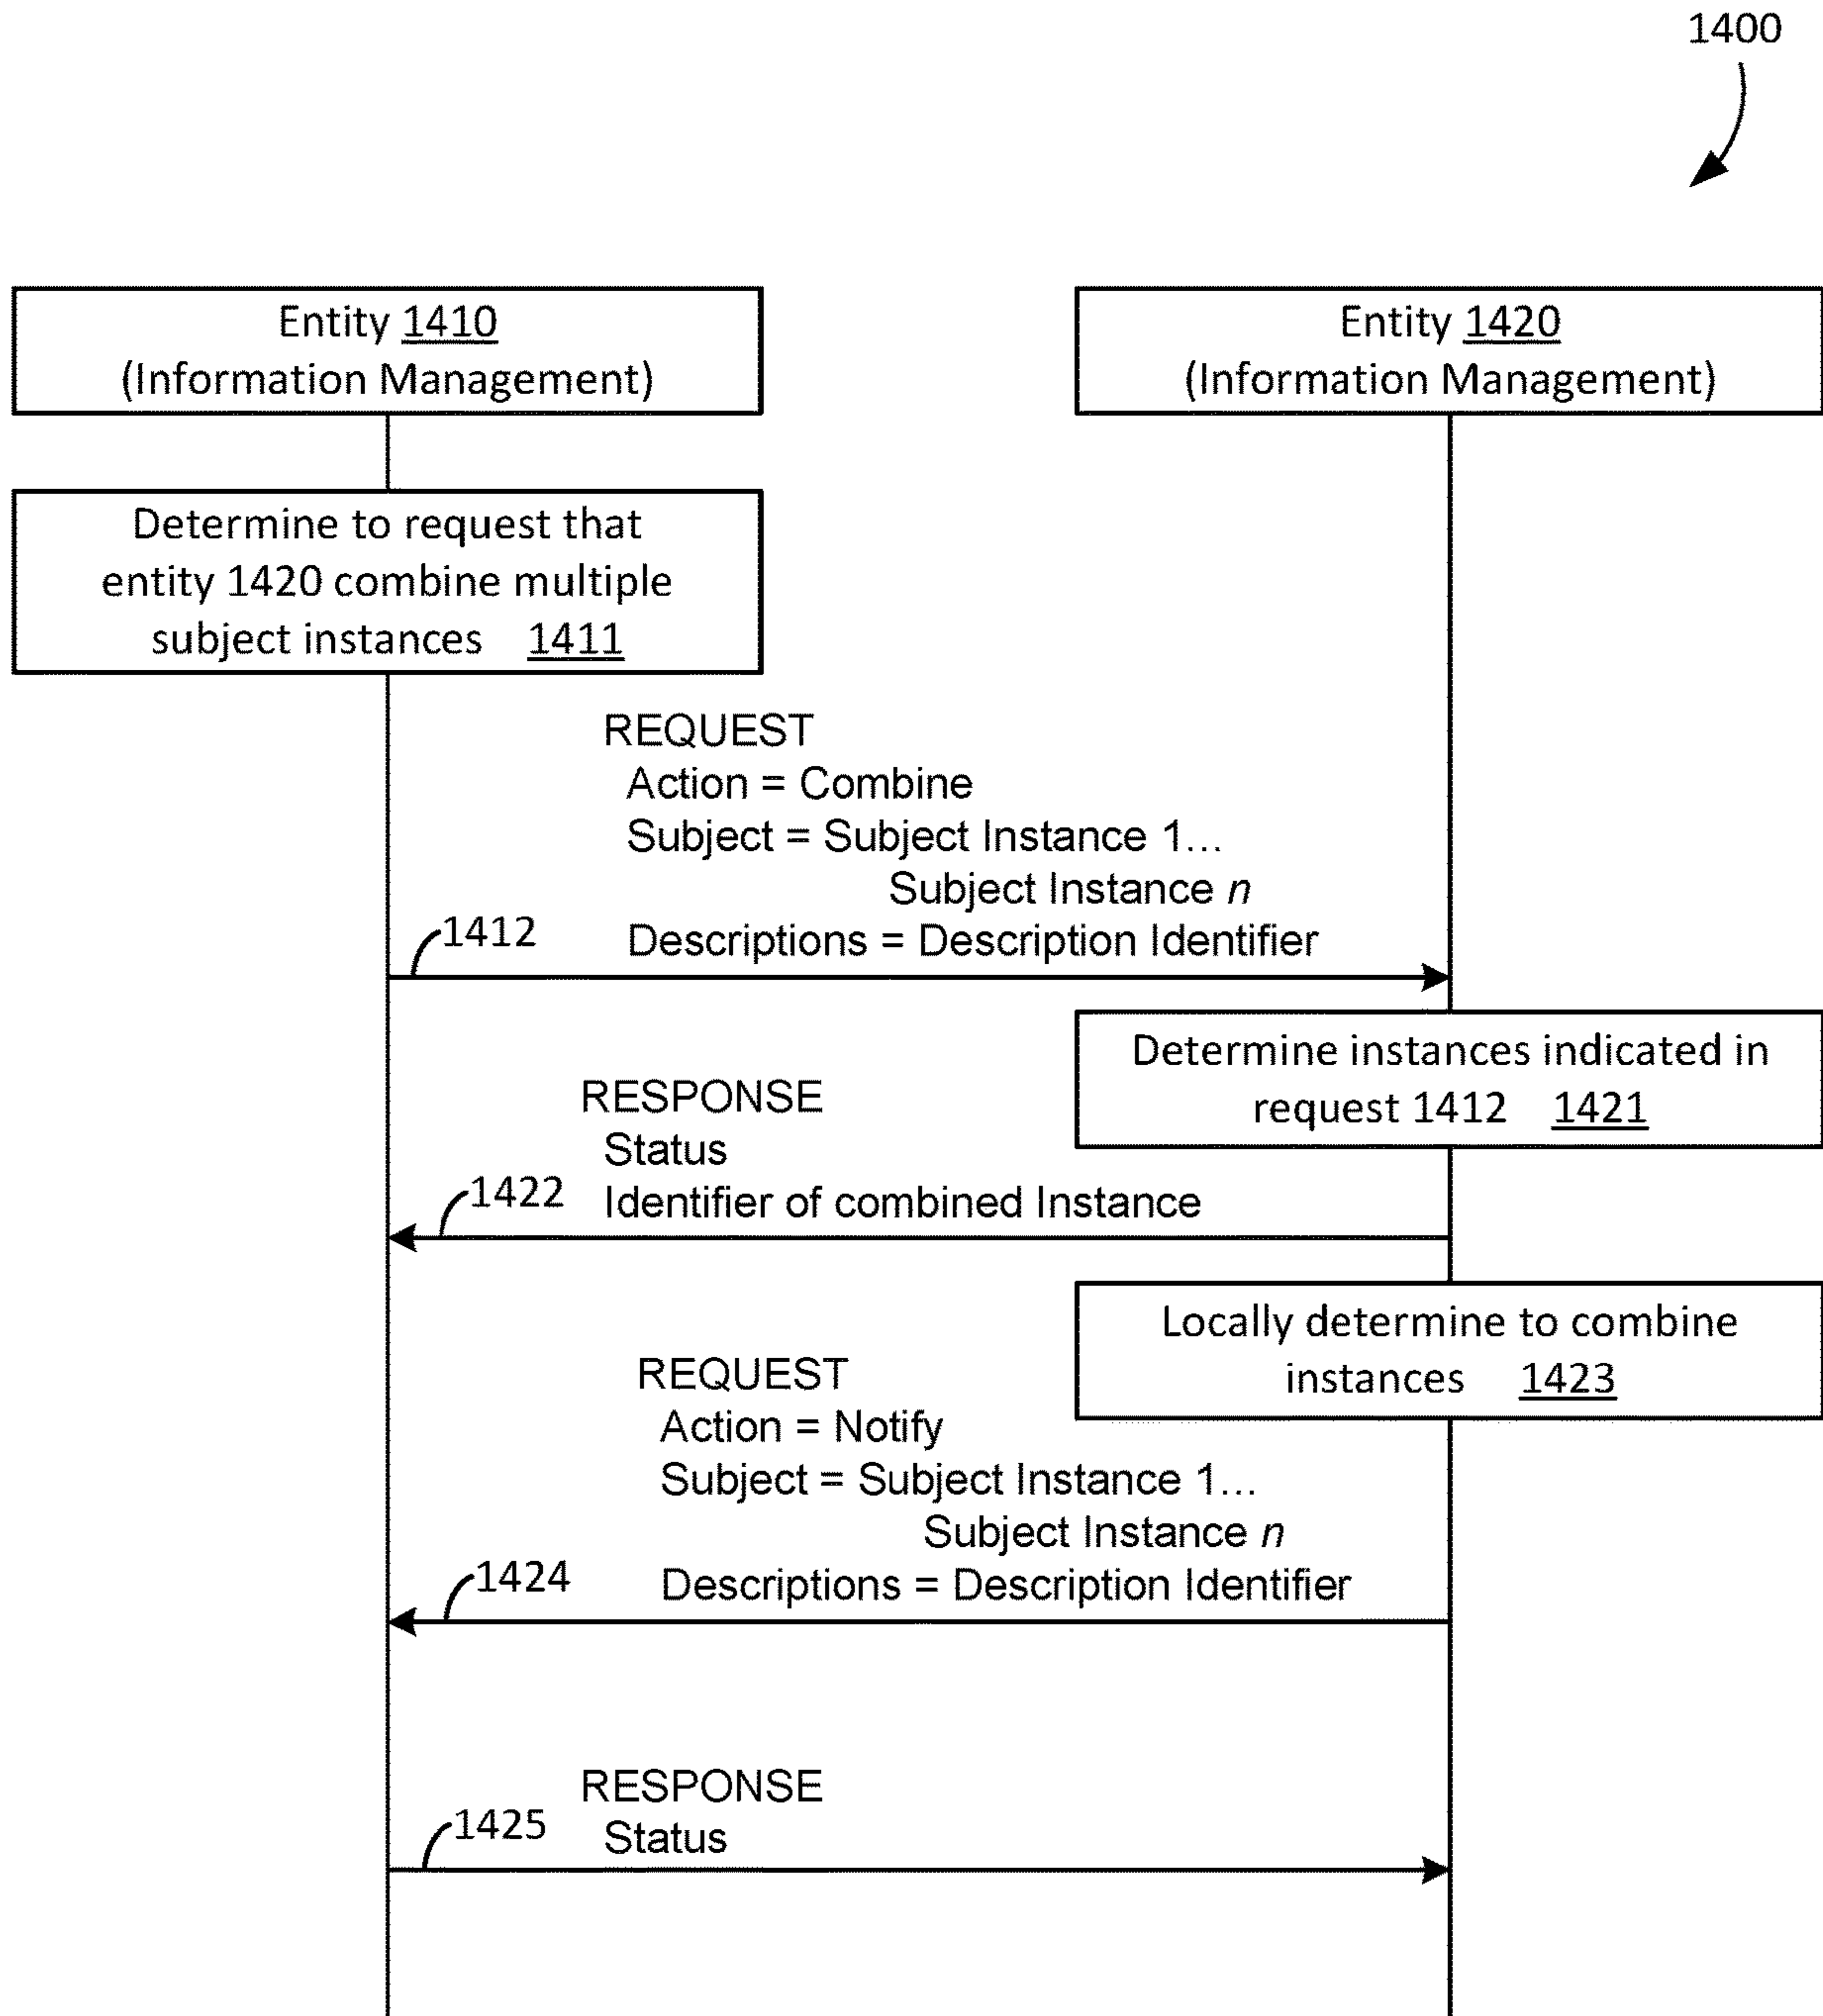 1400
Entity 1410
(Information Management)
Entity 1420
(Information Management)
Determine to request that
entity 1420 combine multiple
subject instances 1411
REQUEST
Action = Combine
Subject = Subject Instance 1...
Subject Instance n
Descriptions = Description Identifier
1412
Determine instances indicated in
request 1412 1421
RESPONSE
Status
Identifier of combined Instance
1422
Locally determine to combine
instances 1423
REQUEST
Action = Notify
Subject = Subject Instance 1...
Subject Instance n
Descriptions = Description Identifier
1424
RESPONSE
Status
1425